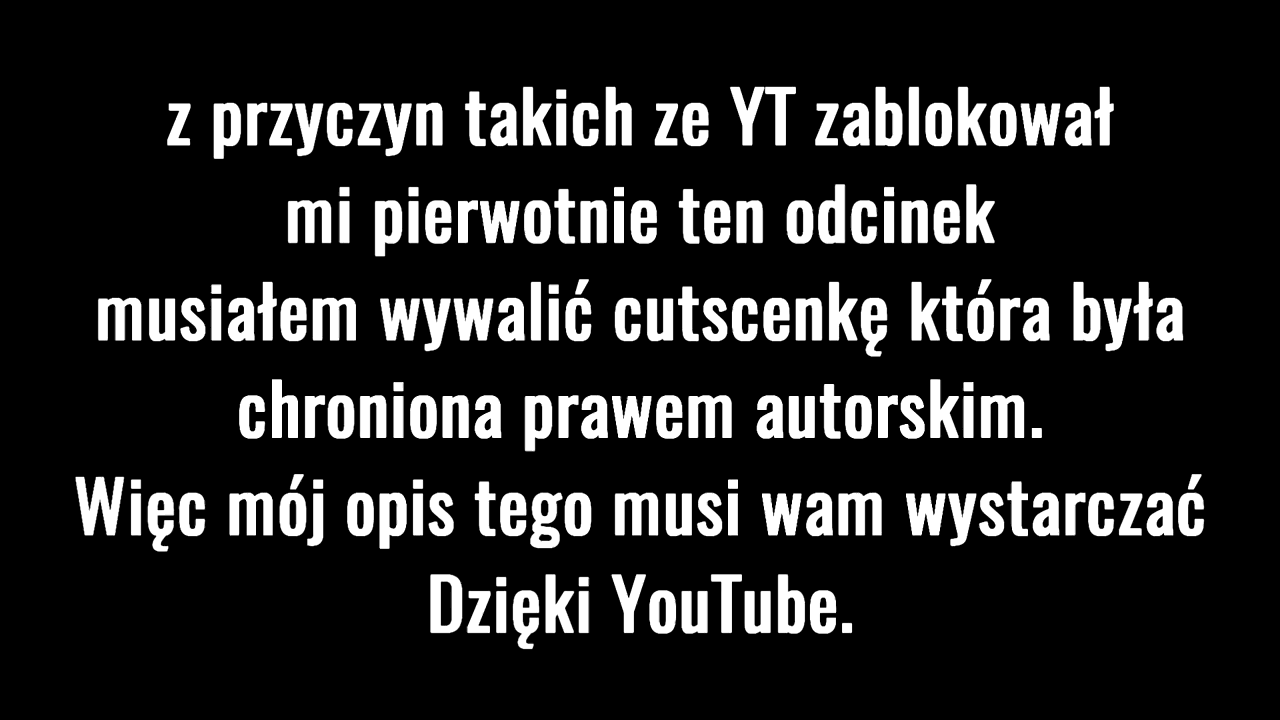 z przyczyn takich ze YT zablokował
mi pierwotnie ten odcinek
musiałem wywalić cutscenkę która była
chroniona prawem autorskim.
Więc mój opis tego musi wam wystarczać
Dzięki YouTube.